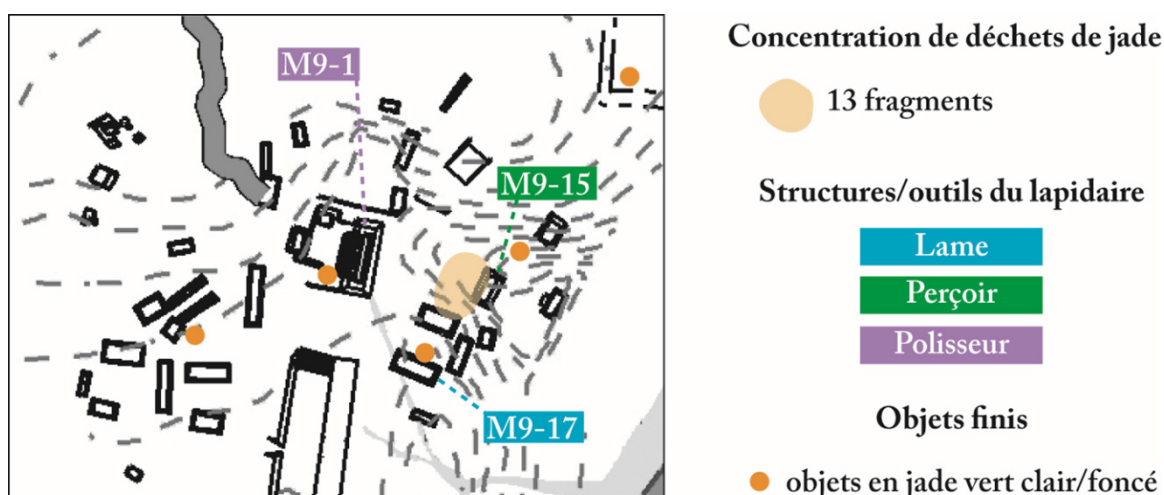 M9-1
M9-15
M9-17
Concentration de déchets de jade
13 fragments
Structures/outils du lapidaire
Lame
Perçoir
Polisseur
Objets finis
objets en jade vert clair/foncé